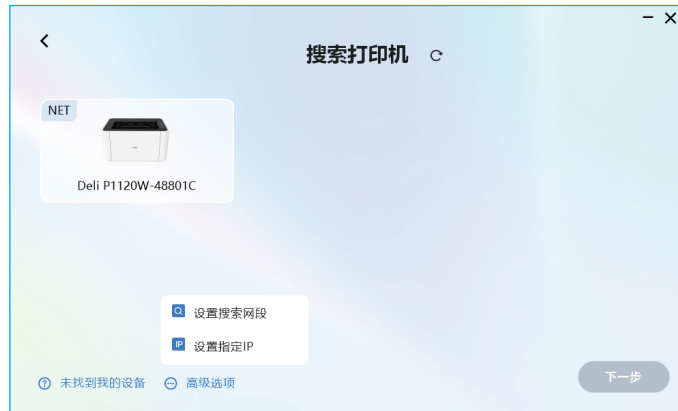 搜索打印机
NET
Deli P1120W-48801C
设置搜索网段
IP 设置指定IP
未找到我的设备 高级选项
下一步